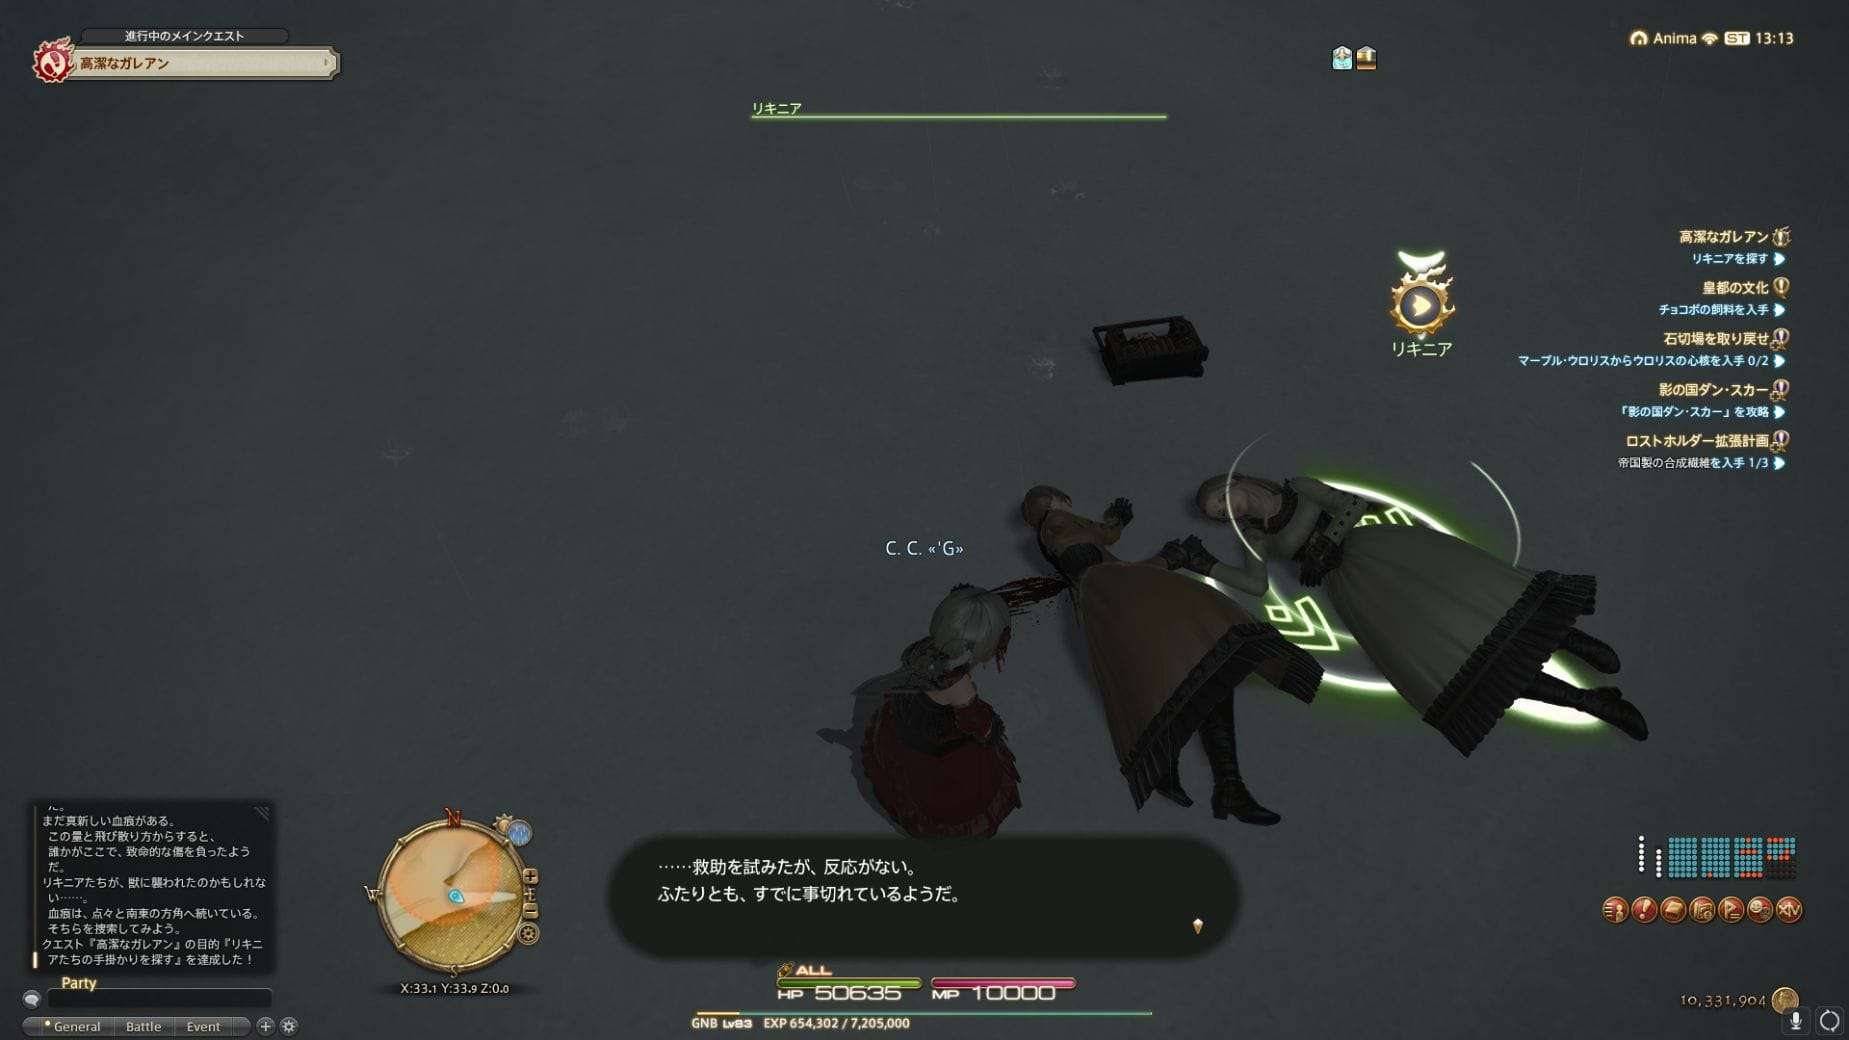 進行中のメインクエスト
高潔なガレアン
Anima ST 13:13
リキニア
高潔なガレアン
リキニアを探す
皇都の文化
チョコボの飼料を入手
石切場を取り戻せ
マーブル・ウロリスからウロリスの心核を入手 0/2
影の国ダン・スカー
「影の国ダン・スカー」を攻略
ロストホルダー拡張計画
帝国製の合成繊維を入手 1/3
リキニア
C. C. «'G»
だ。
まだ真新しい血痕がある。
この量と飛び散り方からすると、
誰かがここで、致命的な傷を負ったよう
だ。
リキニアたちが、獣に襲われたのかもしれな
い……。
血痕は、点々と南東の方角へ続いている。
そちらを捜索してみよう。
クエスト『高潔なガレアン』の目的『リキニ
アたちの手掛かりを探す』を達成した！
Party
General Battle Event
N
W
S
X:33.1 Y:33.9 Z:0.0
……救助を試みたが、反応がない。
ふたりとも、すでに事切れているようだ。
ALL
HP 50635 MP 10000
GNB Lv83 EXP 654,302 / 7,205,000
XIV
10,331,904